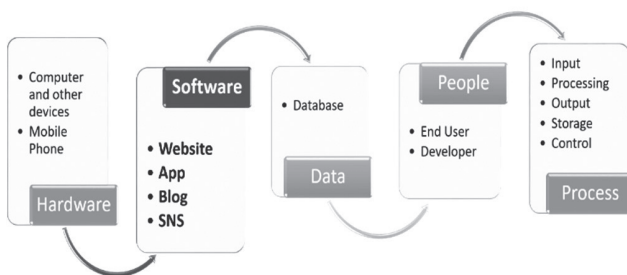 • Computer
and other
devices
• Mobile
Phone
Hardware
Software
• Website
• App
• Blog
• SNS
• Database
Data
People
• End User
• Developer
• Input
• Processing
• Output
• Storage
• Control
Process